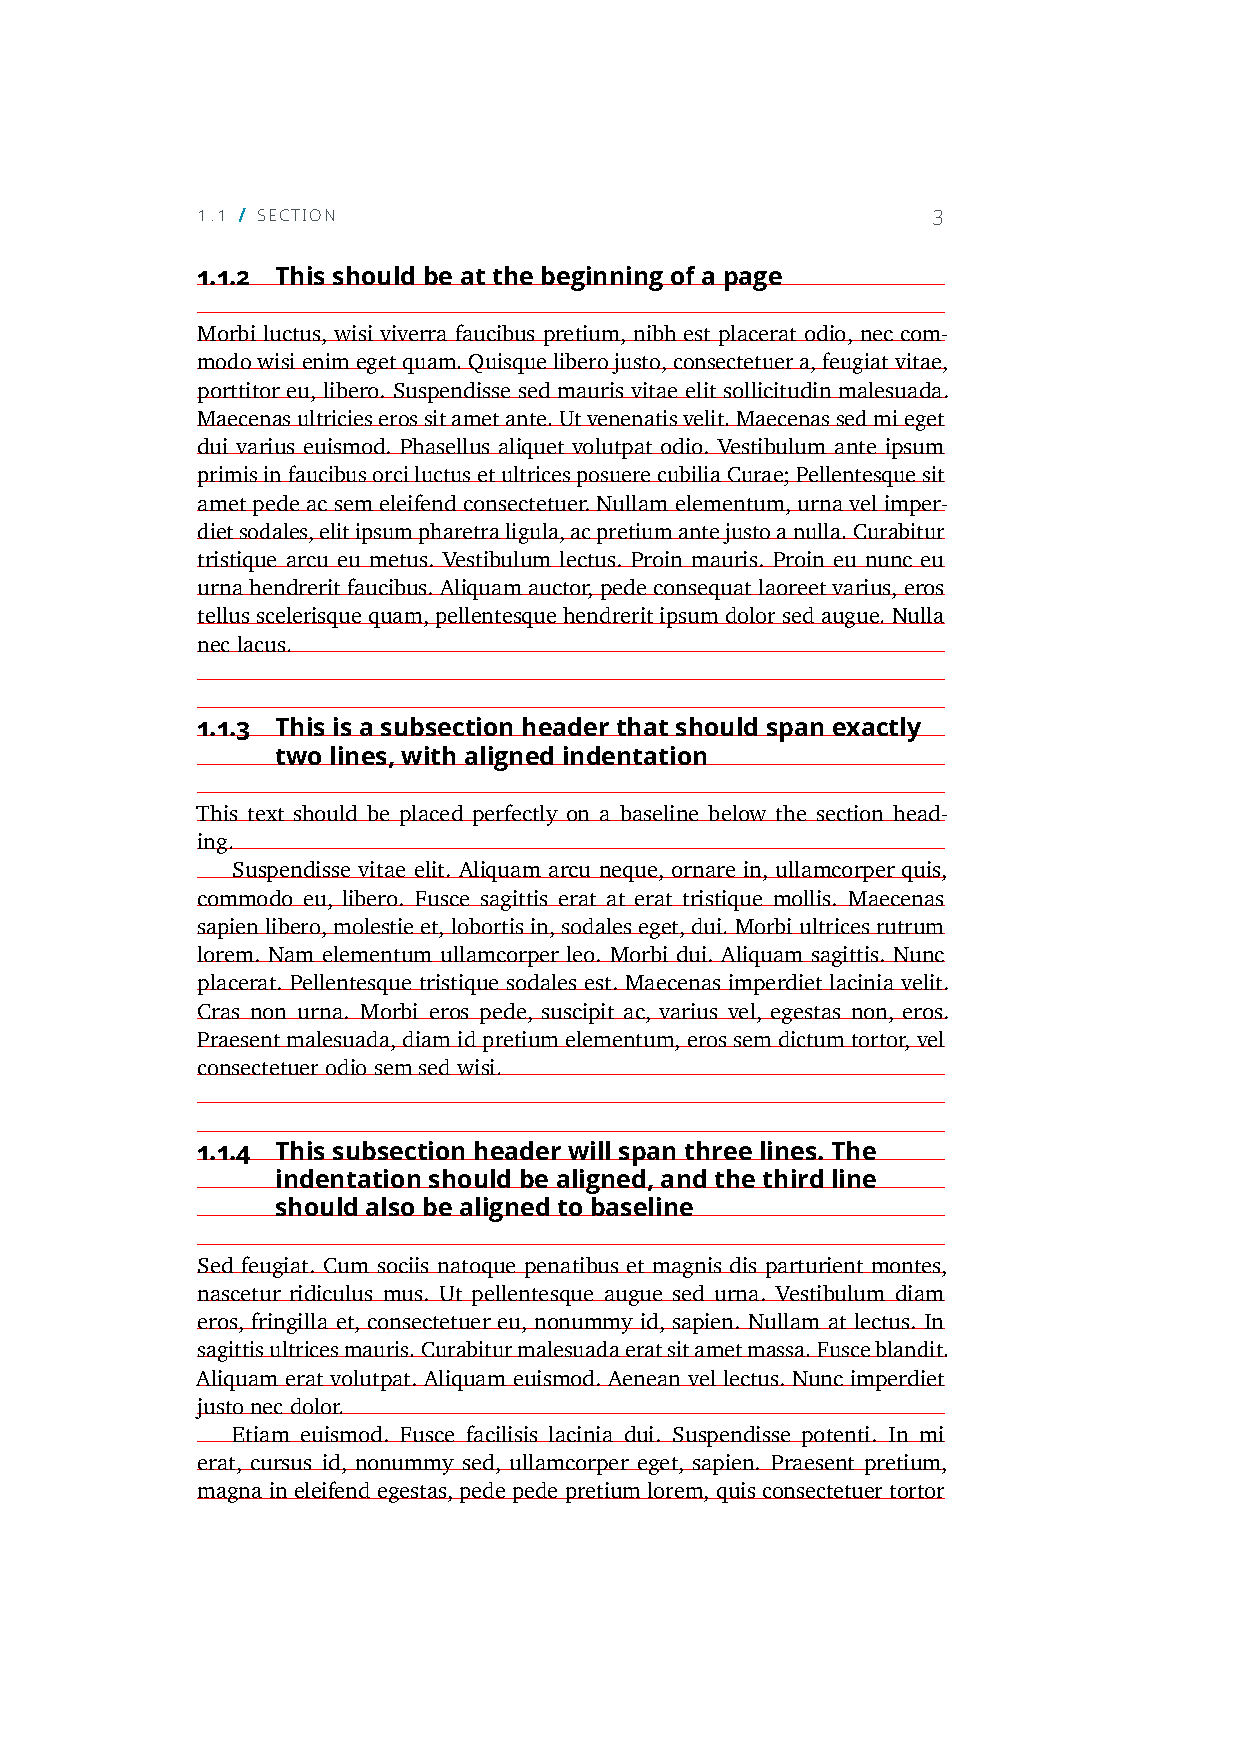 1.1 / SECTION 3
1.1.2 This should be at the beginning of a page
Morbi luctus, wisi viverra faucibus pretium, nibh est placerat odio, nec com-
modo wisi enim eget quam. Quisque libero justo, consectetuer a, feugiat vitae,
porttitor eu, libero. Suspendisse sed mauris vitae elit sollicitudin malesuada.
Maecenas ultricies eros sit amet ante. Ut venenatis velit. Maecenas sed mi eget
dui varius euismod. Phasellus aliquet volutpat odio. Vestibulum ante ipsum
primis in faucibus orci luctus et ultrices posuere cubilia Curae; Pellentesque sit
amet pede ac sem eleifend consectetuer. Nullam elementum, urna vel imper-
diet sodales, elit ipsum pharetra ligula, ac pretium ante justo a nulla. Curabitur
tristique arcu eu metus. Vestibulum lectus. Proin mauris. Proin eu nunc eu
urna hendrerit faucibus. Aliquam auctor, pede consequat laoreet varius, eros
tellus scelerisque quam, pellentesque hendrerit ipsum dolor sed augue. Nulla
nec lacus.
1.1.3 This is a subsection header that should span exactly
two lines, with aligned indentation
This text should be placed perfectly on a baseline below the section head-
ing.
Suspendisse vitae elit. Aliquam arcu neque, ornare in, ullamcorper quis,
commodo eu, libero. Fusce sagittis erat at erat tristique mollis. Maecenas
sapien libero, molestie et, lobortis in, sodales eget, dui. Morbi ultrices rutrum
lorem. Nam elementum ullamcorper leo. Morbi dui. Aliquam sagittis. Nunc
placerat. Pellentesque tristique sodales est. Maecenas imperdiet lacinia velit.
Cras non urna. Morbi eros pede, suscipit ac, varius vel, egestas non, eros.
Praesent malesuada, diam id pretium elementum, eros sem dictum tortor, vel
consectetuer odio sem sed wisi.
1.1.4 This subsection header will span three lines. The
indentation should be aligned, and the third line
should also be aligned to baseline
Sed feugiat. Cum sociis natoque penatibus et magnis dis parturient montes,
nascetur ridiculus mus. Ut pellentesque augue sed urna. Vestibulum diam
eros, fringilla et, consectetuer eu, nonummy id, sapien. Nullam at lectus. In
sagittis ultrices mauris. Curabitur malesuada erat sit amet massa. Fusce blandit.
Aliquam erat volutpat. Aliquam euismod. Aenean vel lectus. Nunc imperdiet
justo nec dolor.
Etiam euismod. Fusce facilisis lacinia dui. Suspendisse potenti. In mi
erat, cursus id, nonummy sed, ullamcorper eget, sapien. Praesent pretium,
magna in eleifend egestas, pede pede pretium lorem, quis consectetuer tortor